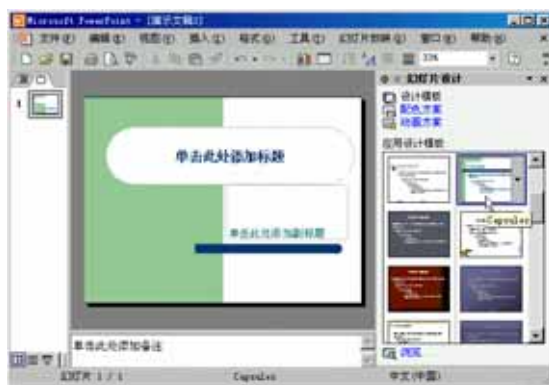 Microsoft PowerPoint - [演示文稿1]
文件(F) 编辑(E) 视图(V) 插入(I) 格式(O) 工具(T) 幻灯片放映(D) 窗口(W) 帮助(H)
33%
幻灯片设计
1
设计模板
配色方案
动画方案
应用设计模板
单击此处添加标题
Capsules
单击此处添加副标题
单击此处添加备注
浏览
幻灯片 1 / 1 Capsules 中文(中国)